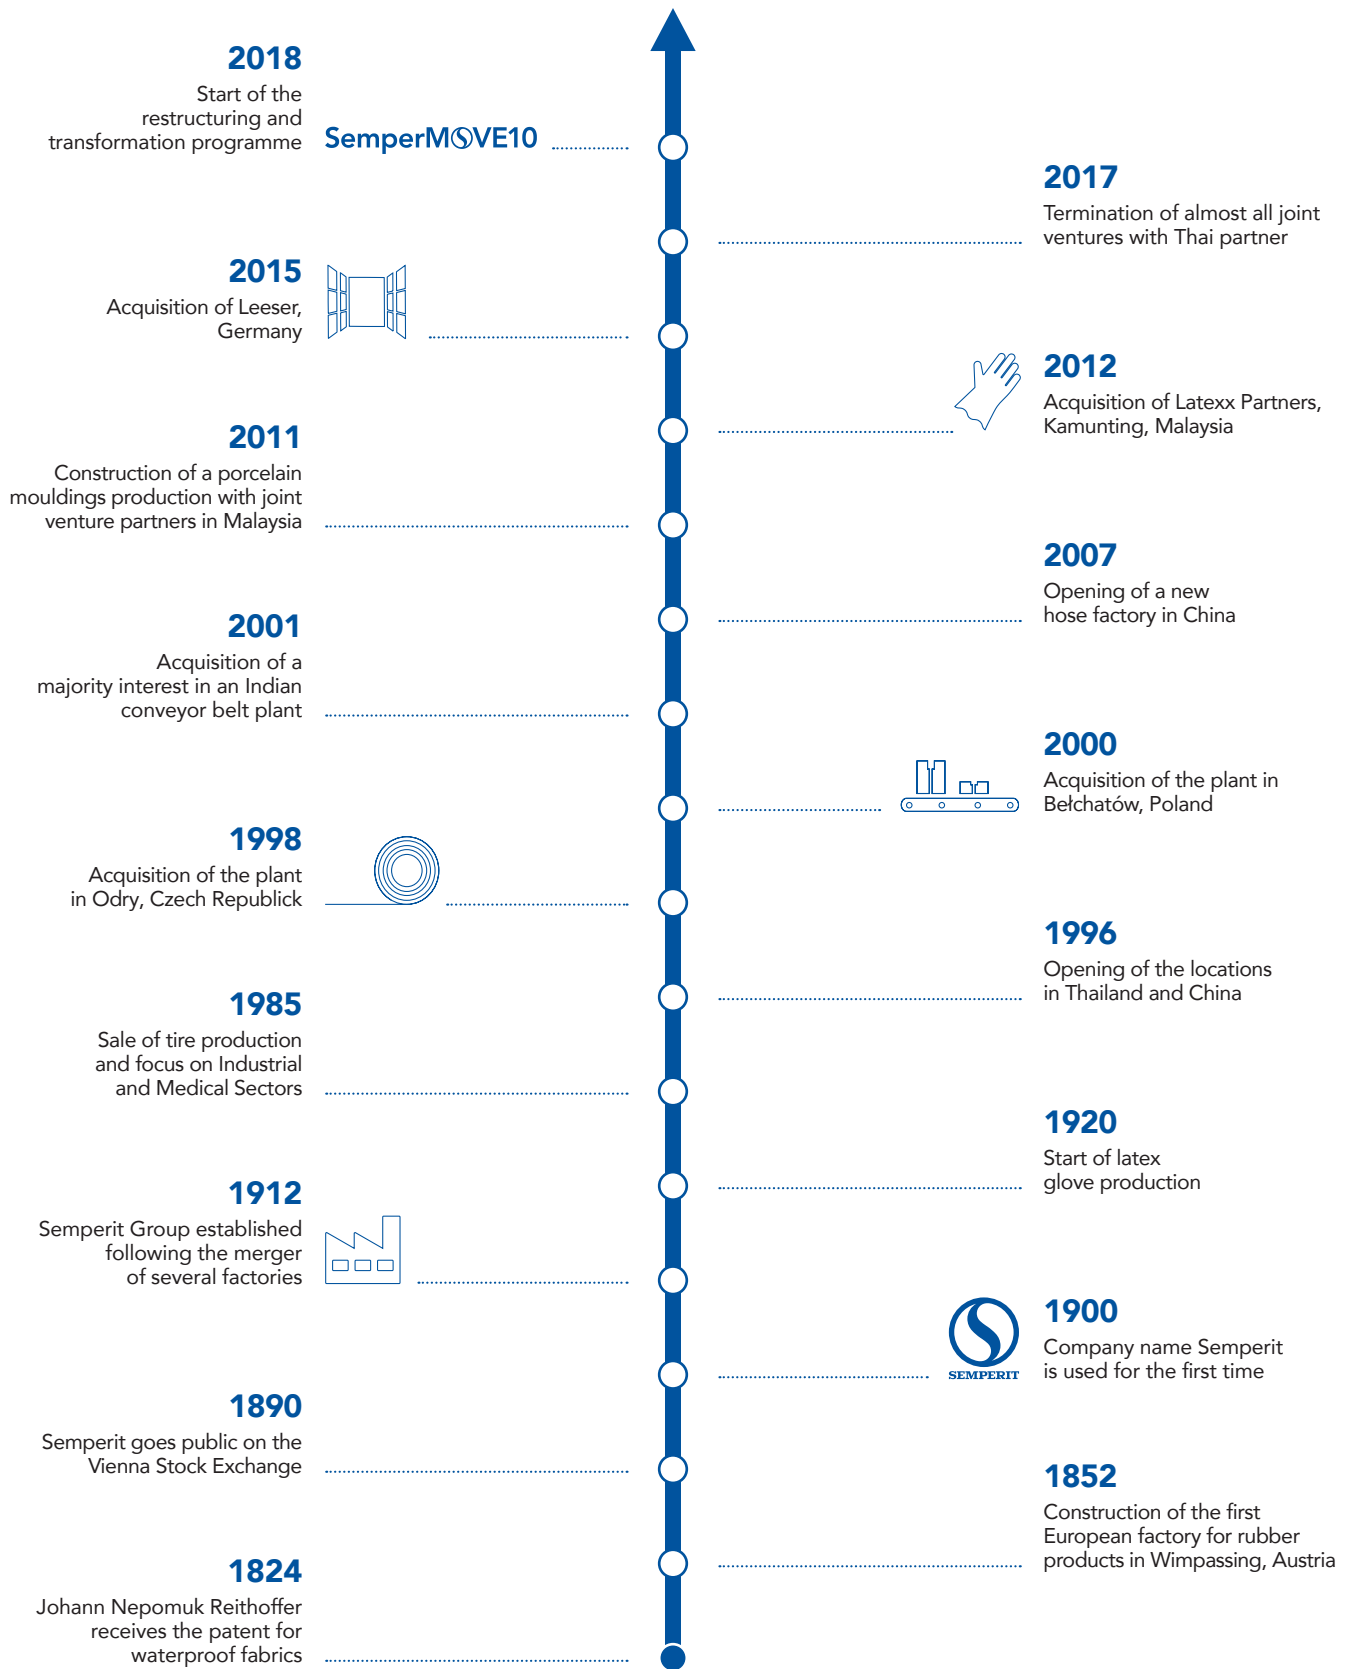 2018
Start of the
restructuring and
transformation programme
SemperMOVE10
2017
Termination of almost all joint
ventures with Thai partner
2015
Acquisition of Leeser,
Germany
2012
Acquisition of Latexx Partners,
Kamunting, Malaysia
2011
Construction of a porcelain
mouldings production with joint
venture partners in Malaysia
2007
Opening of a new
hose factory in China
2001
Acquisition of a
majority interest in an Indian
conveyor belt plant
2000
Acquisition of the plant in
Bełchatów, Poland
1998
Acquisition of the plant
in Odry, Czech Republick
1996
Opening of the locations
in Thailand and China
1985
Sale of tire production
and focus on Industrial
and Medical Sectors
1920
Start of latex
glove production
1912
Semperit Group established
following the merger
of several factories
1900
Company name Semperit
is used for the first time
SEMPERIT
1890
Semperit goes public on the
Vienna Stock Exchange
1852
Construction of the first
European factory for rubber
products in Wimpassing, Austria
1824
Johann Nepomuk Reithoffer
receives the patent for
waterproof fabrics